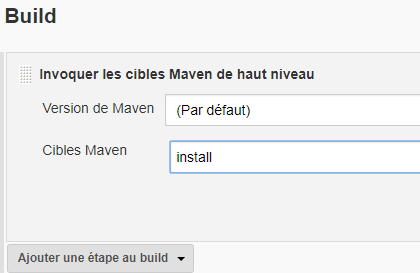 Build
Invoquer les cibles Maven de haut niveau
Version de Maven (Par défaut)
Cibles Maven install
Ajouter une étape au build